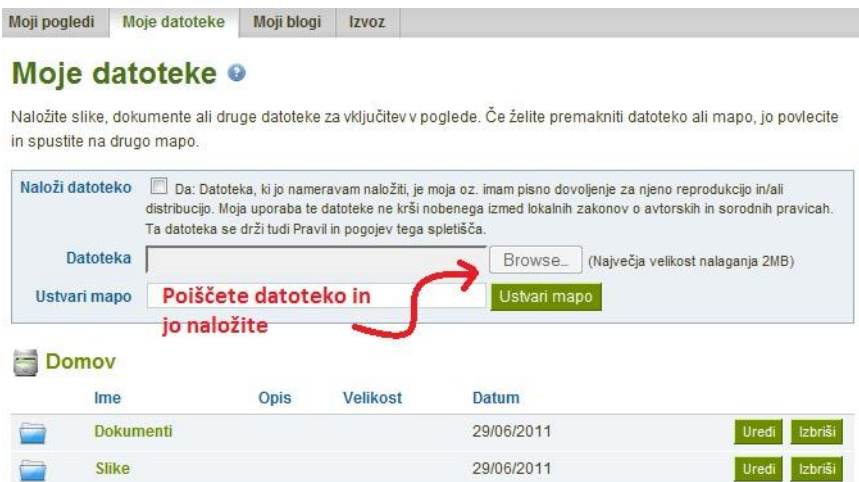 Moji pogledi Moje datoteke Moji blogi Izvoz
Moje datoteke
Naložite slike, dokumente ali druge datoteke za vključitev v poglede. Če želite premakniti datoteko ali mapo, jo povlecite
in spustite na drugo mapo.
Naloži datoteko Da: Datoteka, ki jo nameravam naložiti, je moja oz. imam pisno dovoljenje za njeno reprodukcijo in/ali
distribucijo. Moja uporaba te datoteke ne krši nobenega izmed lokalnih zakonov o avtorskih in sorodnih pravicah.
Ta datoteka se drži tudi Pravil in pogojev tega spletišča.
Datoteka Browse... (Največja velikost nalaganja 2MB)
Ustvari mapo Poiščete datoteko in Ustvari mapo
jo naložite
Domov
Ime Opis Velikost Datum
Dokumenti 29/06/2011 Uredi Izbriši
Slike 29/06/2011 Uredi Izbriši